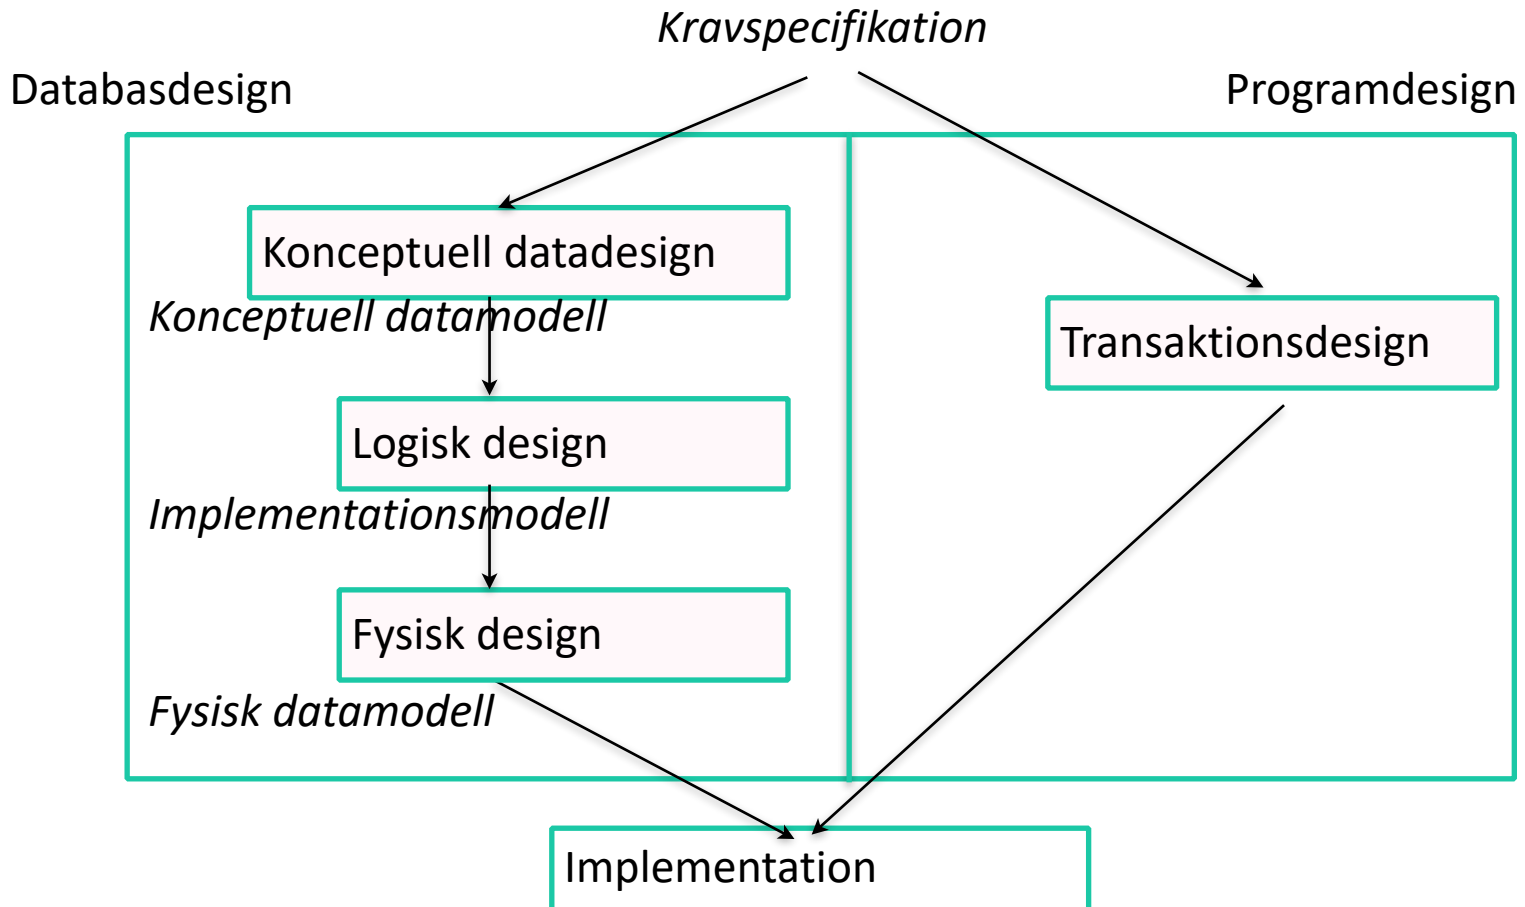 Kravspecifikation
Databasdesign
Programdesign
Konceptuell datadesign
Konceptuell datamodell
Transaktionsdesign
Logisk design
Implementationsmodell
Fysisk design
Fysisk datamodell
Implementation